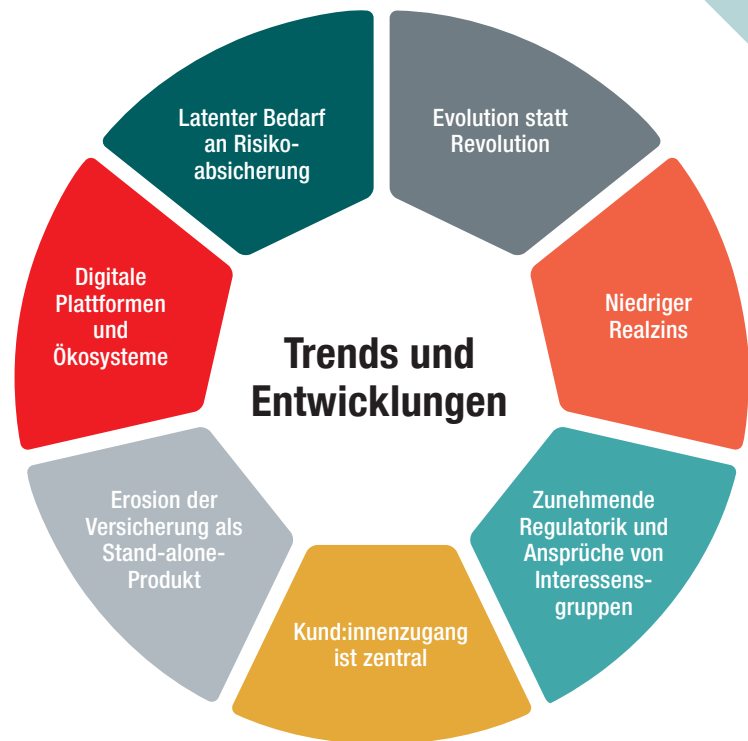 Trends und
Entwicklungen
Evolution statt
Revolution
Niedriger
Realzins
Zunehmende
Regulatorik und
Ansprüche von
Interessens-
gruppen
Kund:innenzugang
ist zentral
Erosion der
Versicherung als
Stand-alone-
Produkt
Digitale
Plattformen
und
Ökosysteme
Latenter Bedarf
an Risiko-
absicherung